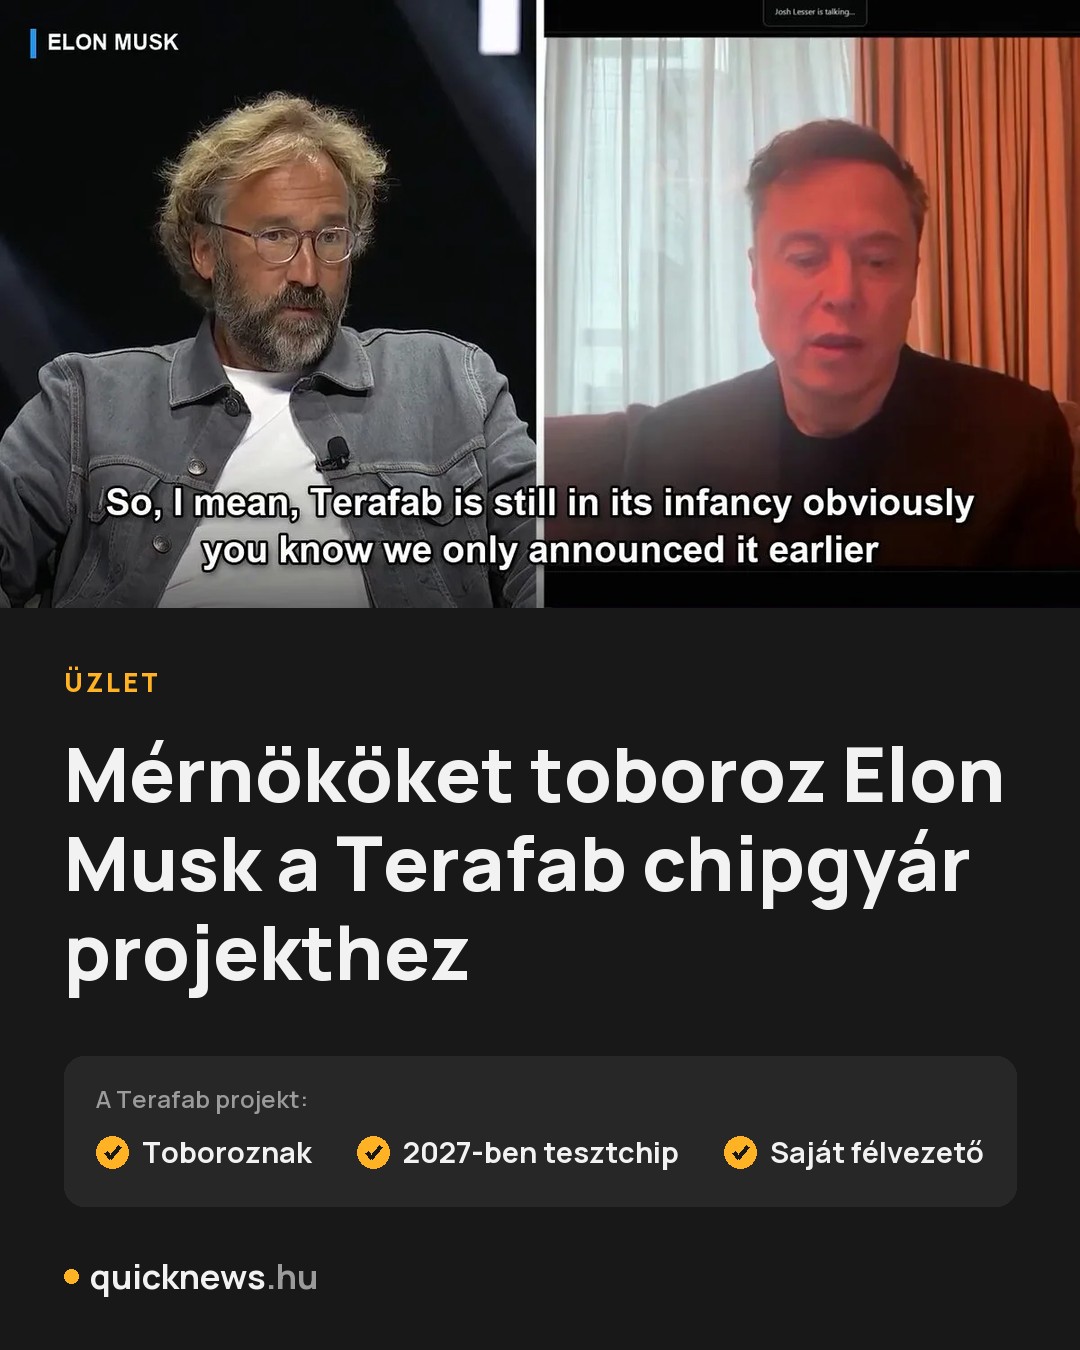 Josh Lesser is talking...
ELON MUSK
So, I mean, Terafab is still in its infancy obviously
you know we only announced it earlier
ÜZLET
Mérnököket toboroz Elon
Musk a Terafab chipgyár
projekthez
A Terafab projekt:
Toboroznak
2027-ben tesztchip
Saját félvezető
quicknews.hu